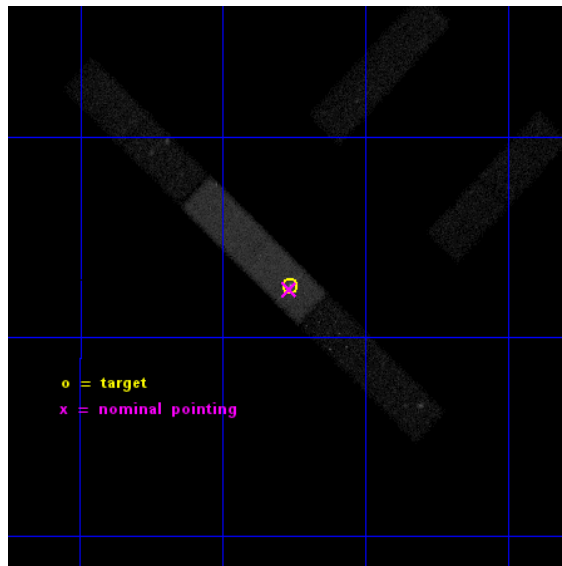 o = target
x = nominal pointing